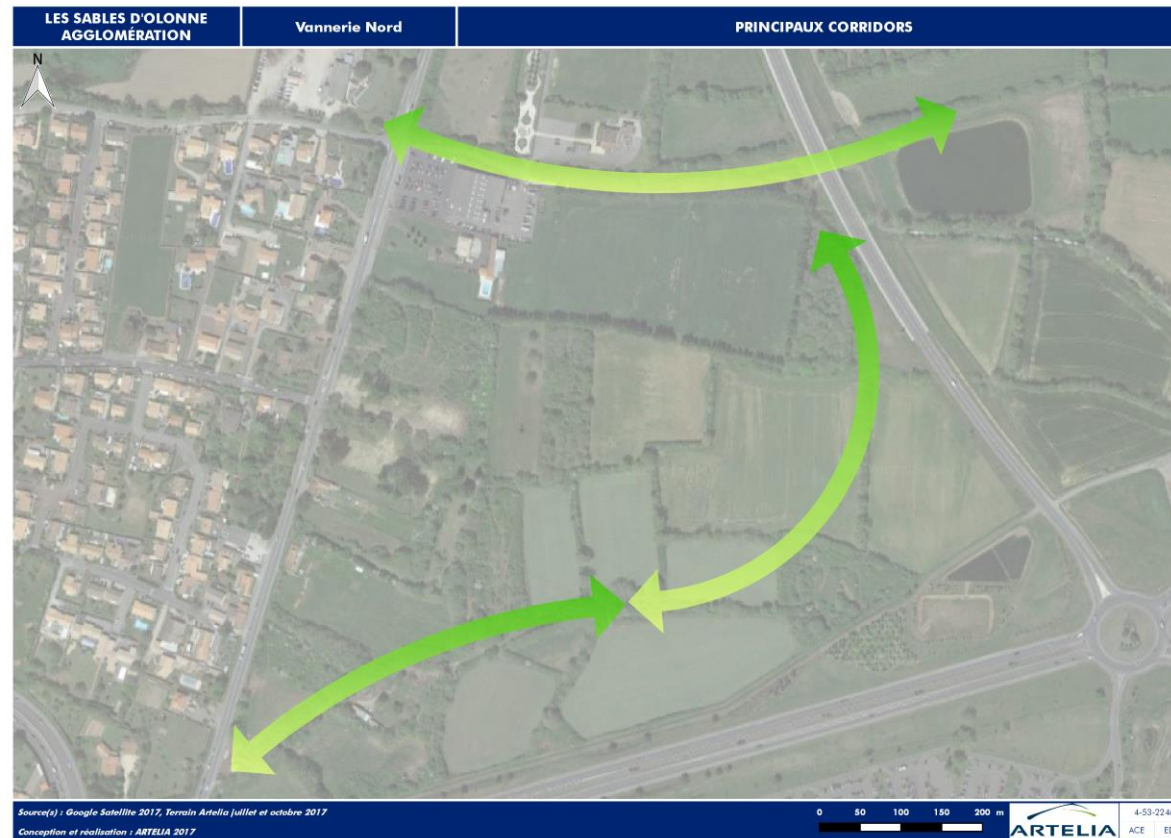 LES SABLES D'OLONNE
AGGLOMÉRATION
Vannerie Nord
PRINCIPAUX CORRIDORS
N
Source(s) : Google Satellite 2017, Terrain Artelia juillet et octobre 2017
Conception et réalisation : ARTELIA 2017
0 50 100 150 200 m
ARTELIA
ACE